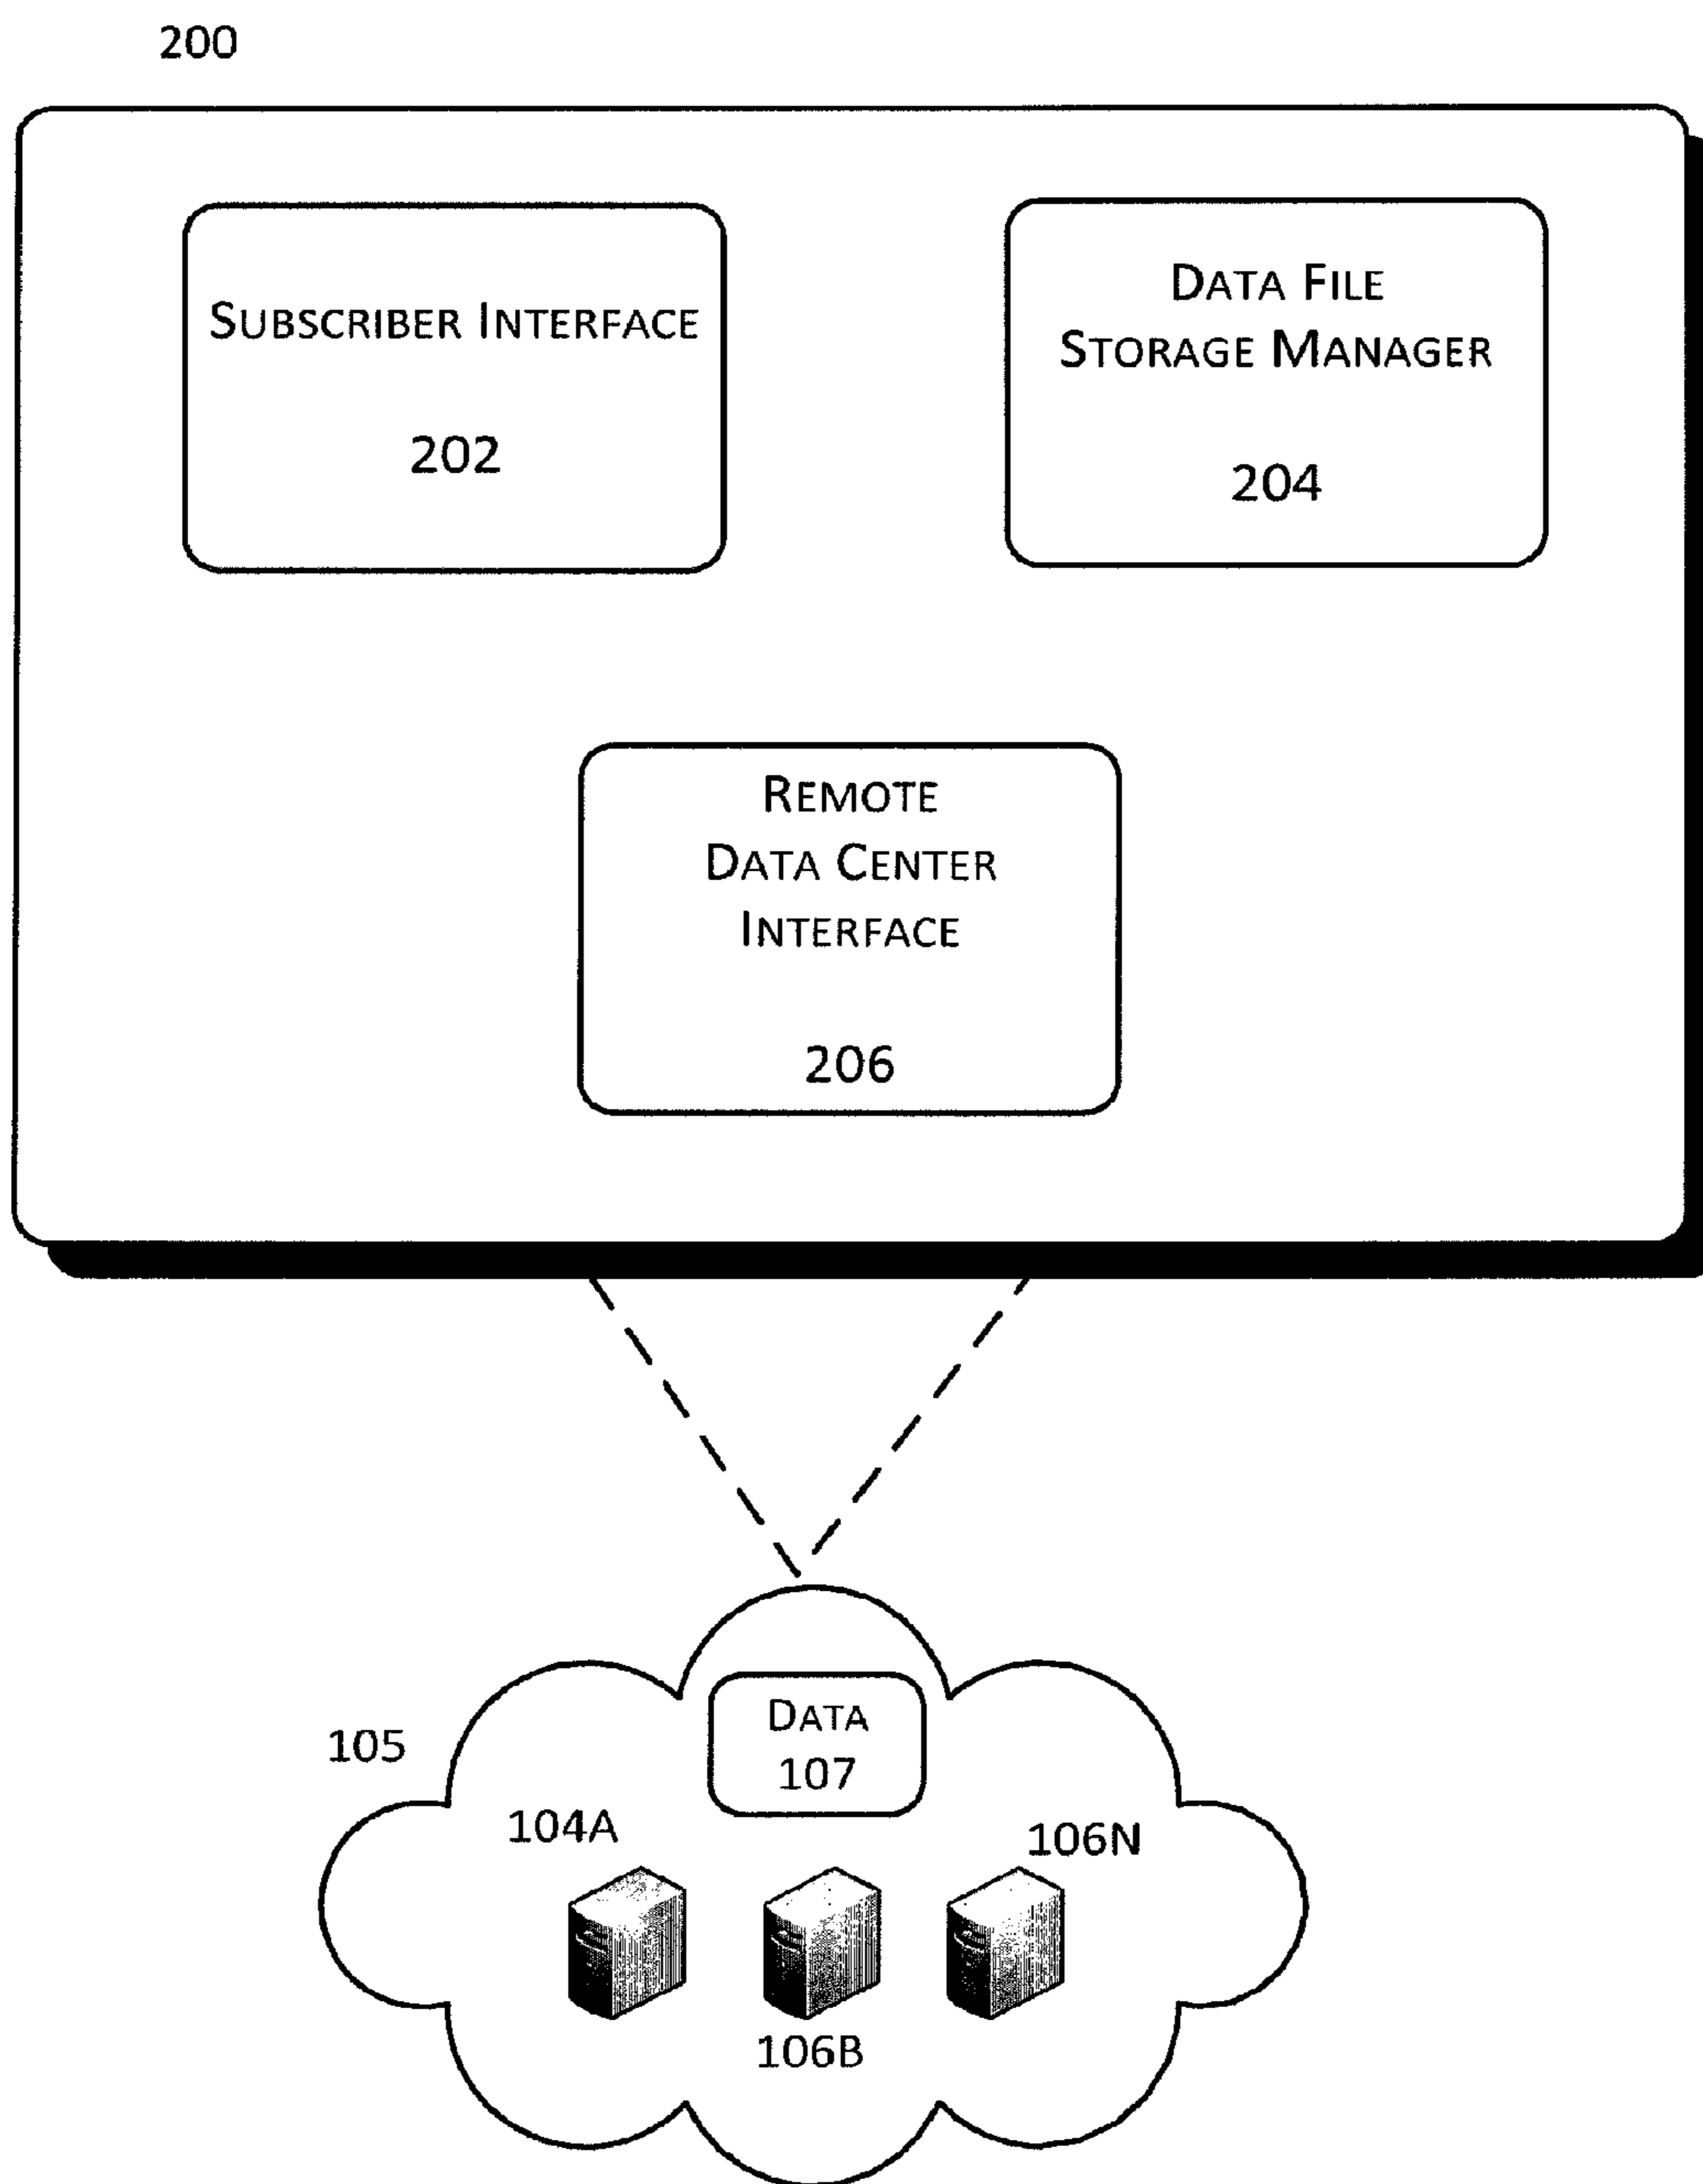 200
SUBSCRIBER INTERFACE
202
DATA FILE
STORAGE MANAGER
204
REMOTE
DATA CENTER
INTERFACE
206
DATA
107
105
104A
106N
106B